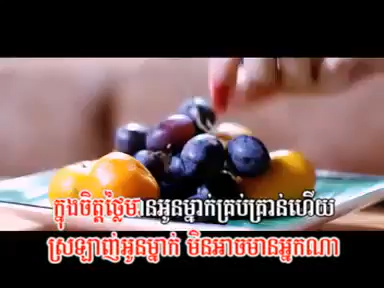 ក្នុងចិត្តថ្លៃមានអូនម្នាក់គ្រប់គ្រាន់ហើយ
ស្រឡាញ់អូនម្នាក់ មិនអាចមានអ្នកណា